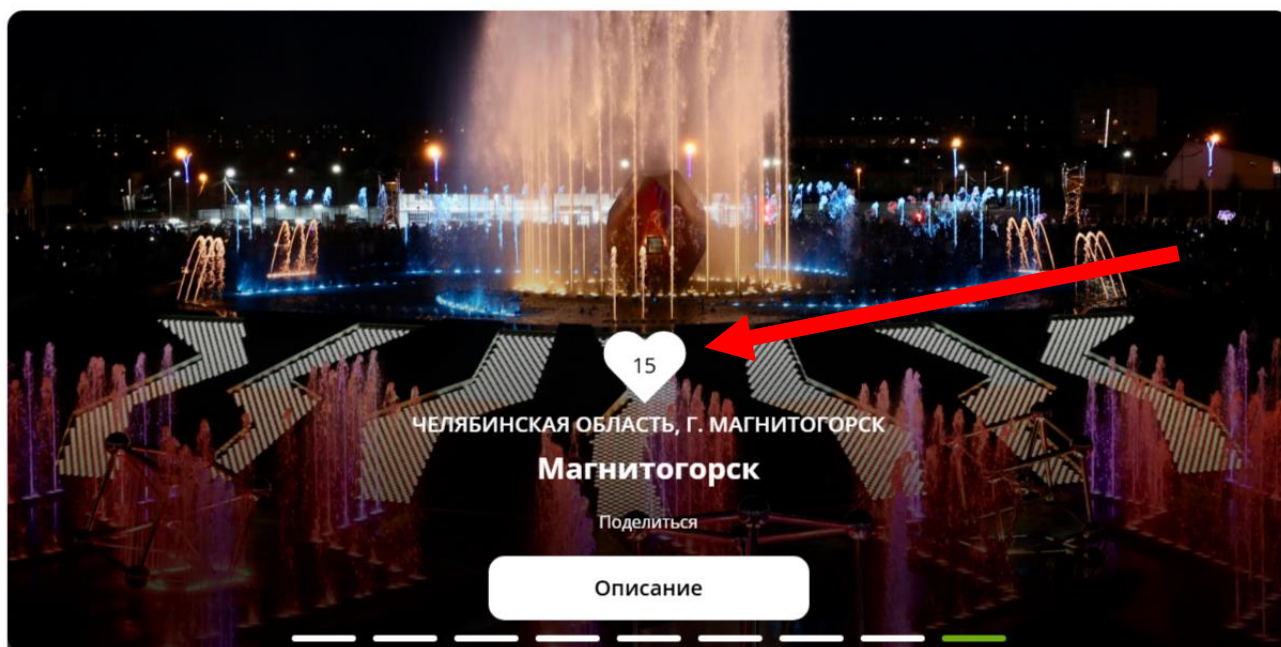 15
ЧЕЛЯБИНСКАЯ ОБЛАСТЬ, Г. МАГНИТОГОРСК
Магнитогорск
Поделиться
Описание